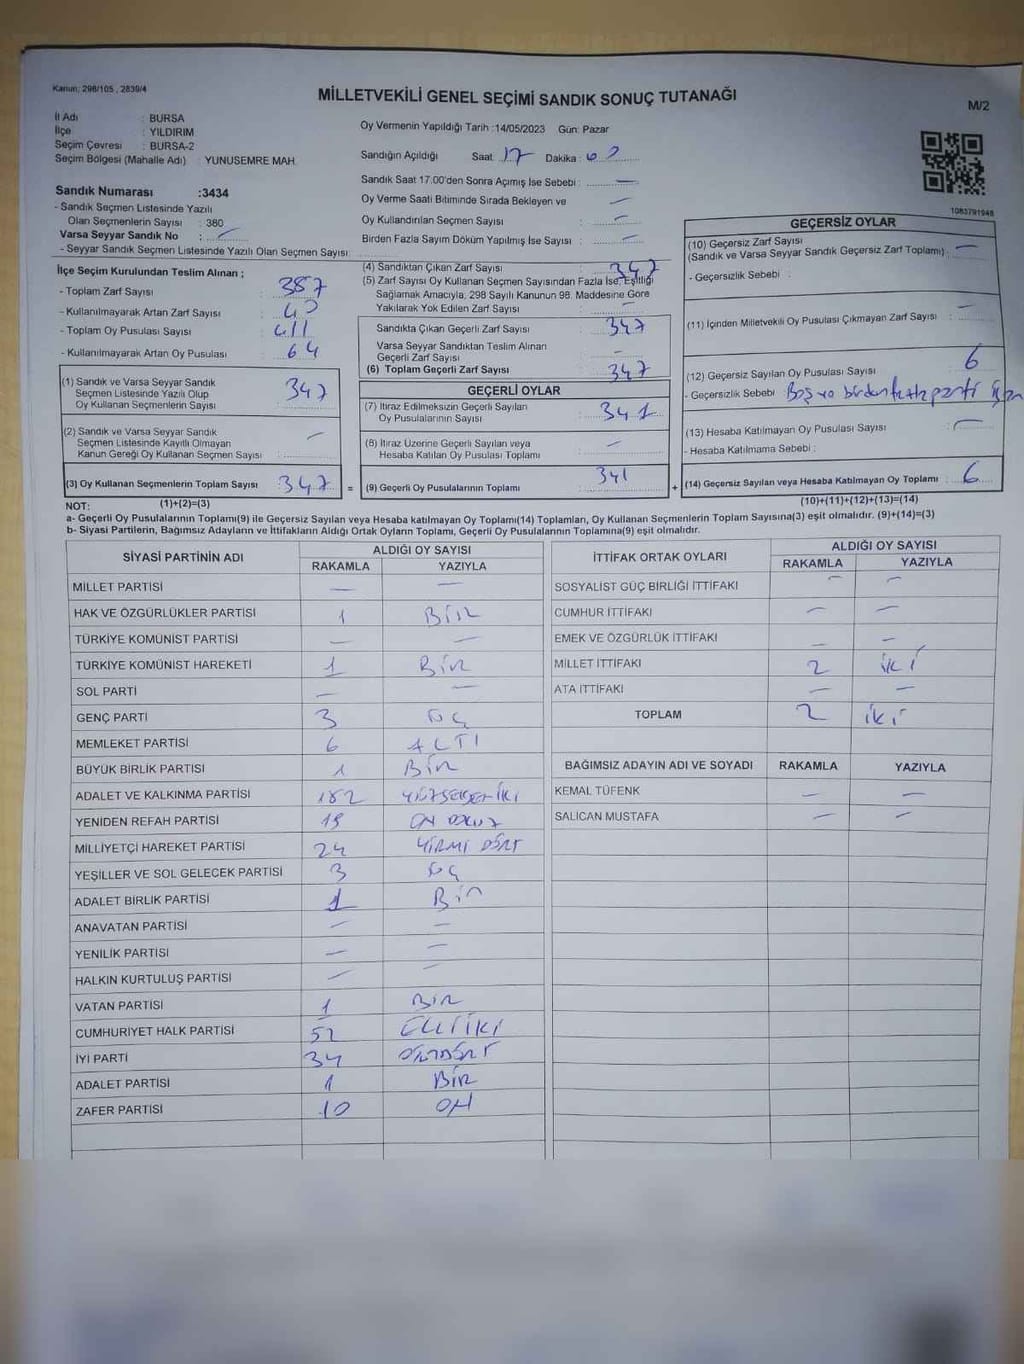 Kanun; 298/105 , 2839/4
MİLLETVEKİLİ GENEL SEÇİMİ SANDIK SONUÇ TUTANAĞI
M/2
İl Adı : BURSA
İlçe : YILDIRIM
Seçim Çevresi : BURSA-2
Seçim Bölgesi (Mahalle Adı) : YUNUSEMRE MAH.
Sandık Numarası :3434
- Sandık Seçmen Listesinde Yazılı
Olan Seçmenlerin Sayısı : 380
Varsa Seyyar Sandık No : —
- Seyyar Sandık Seçmen Listesinde Yazılı Olan Seçmen Sayısı
Oy Vermenin Yapıldığı Tarih :14/05/2023 Gün: Pazar
Sandığın Açıldığı Saat 17 Dakika
Sandık Saat 17.00'den Sonra Açımış İse Sebebi : —
Oy Verme Saati Bitiminde Sırada Bekleyen ve —
Oy Kullandırılan Seçmen Sayısı : —
Birden Fazla Sayım Döküm Yapılmış İse Sayısı : —
1083791948
İlçe Seçim Kurulundan Teslim Alınan ;
- Toplam Zarf Sayısı : 387
- Kullanılmayarak Artan Zarf Sayısı : 40
- Toplam Oy Pusulası Sayısı : 411
- Kullanılmayarak Artan Oy Pusulası : 64
(1) Sandık ve Varsa Seyyar Sandık
Seçmen Listesinde Yazılı Olup
Oy Kullanan Seçmenlerin Sayısı : 347
(2) Sandık ve Varsa Seyyar Sandık
Seçmen Listesinde Kayıtlı Olmayan
Kanun Gereği Oy Kullanan Seçmen Sayısı : —
(3) Oy Kullanan Seçmenlerin Toplam Sayısı : 347 =
(1)+(2)=(3)
(4) Sandıktan Çıkan Zarf Sayısı : 347
(5) Zarf Sayısı Oy Kullanan Seçmen Sayısından Fazla İse, Eşitliği
Sağlamak Amacıyla, 298 Sayılı Kanunun 98. Maddesine Göre
Yakılarak Yok Edilen Zarf Sayısı : —
Sandıkta Çıkan Geçerli Zarf Sayısı : 347
Varsa Seyyar Sandıktan Teslim Alınan
Geçerli Zarf Sayısı : —
(6) Toplam Geçerli Zarf Sayısı : 347
GEÇERLİ OYLAR
(7) İtiraz Edilmeksizin Geçerli Sayılan
Oy Pusulalarının Sayısı : 341
(8) İtiraz Üzerine Geçerli Sayılan veya
Hesaba Katılan Oy Pusulası Toplamı : —
(9) Geçerli Oy Pusulalarının Toplamı : 341 +
GEÇERSİZ OYLAR
(10) Geçersiz Zarf Sayısı
(Sandık ve Varsa Seyyar Sandık Geçersiz Zarf Toplamı) : —
- Geçersizlik Sebebi :
(11) İçinden Milletvekili Oy Pusulası Çıkmayan Zarf Sayısı : —
(12) Geçersiz Sayılan Oy Pusulası Sayısı : 6
- Geçersizlik Sebebi : Boş ve birden fazla parti için
(13) Hesaba Katılmayan Oy Pusulası Sayısı : —
- Hesaba Katılmama Sebebi :
(14) Geçersiz Sayılan veya Hesaba Katılmayan Oy Toplamı : 6
(10)+(11)+(12)+(13)=(14)
NOT:
a- Geçerli Oy Pusulalarının Toplamı(9) ile Geçersiz Sayılan veya Hesaba katılmayan Oy Toplamı(14) Toplamları, Oy Kullanan Seçmenlerin Toplam Sayısına(3) eşit olmalıdır. (9)+(14)=(3)
b- Siyasi Partilerin, Bağımsız Adayların ve İttifakların Aldığı Ortak Oyların Toplamı, Geçerli Oy Pusulalarının Toplamına(9) eşit olmalıdır.
SİYASİ PARTİNİN ADI ALDIĞI OY SAYISI
RAKAMLA YAZIYLA
MİLLET PARTİSİ — —
HAK VE ÖZGÜRLÜKLER PARTİSİ 1 BİR
TÜRKİYE KOMÜNİST PARTİSİ — —
TÜRKİYE KOMÜNİST HAREKETİ 1 BİR
SOL PARTİ — —
GENÇ PARTİ 3 ÜÇ
MEMLEKET PARTİSİ 6 ALTI
BÜYÜK BİRLİK PARTİSİ 1 BİR
ADALET VE KALKINMA PARTİSİ 182 YÜZSEKSENİKİ
YENİDEN REFAH PARTİSİ 19 ON DOKUZ
MİLLİYETÇİ HAREKET PARTİSİ 24 YİRMİ DÖRT
YEŞİLLER VE SOL GELECEK PARTİSİ 3 ÜÇ
ADALET BİRLİK PARTİSİ 1 BİR
ANAVATAN PARTİSİ — —
YENİLİK PARTİSİ — —
HALKIN KURTULUŞ PARTİSİ — —
VATAN PARTİSİ 1 BİR
CUMHURİYET HALK PARTİSİ 52 ELLİİKİ
İYİ PARTİ 34
ADALET PARTİSİ 1 BİR
ZAFER PARTİSİ 10 ON
İTTİFAK ORTAK OYLARI ALDIĞI OY SAYISI
RAKAMLA YAZIYLA
SOSYALİST GÜÇ BİRLİĞİ İTTİFAKI — —
CUMHUR İTTİFAKI — —
EMEK VE ÖZGÜRLÜK İTTİFAKI — —
MİLLET İTTİFAKI 2 İKİ
ATA İTTİFAKI — —
TOPLAM 2 İKİ
BAĞIMSIZ ADAYIN ADI VE SOYADI RAKAMLA YAZIYLA
KEMAL TÜFENK — —
SALİCAN MUSTAFA — —